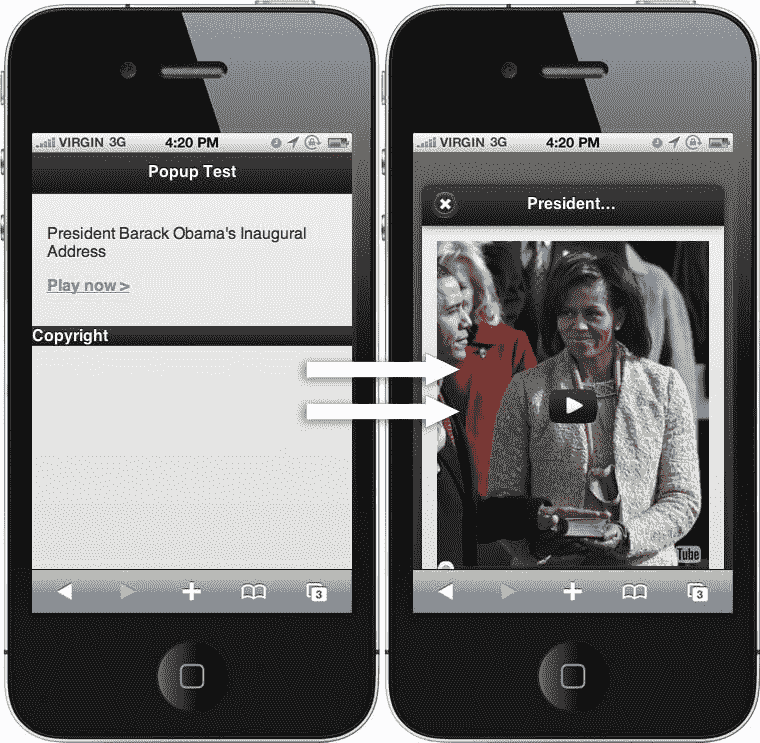 VIRGIN 3G 4:20 PM
Popup Test
President Barack Obama's Inaugural
Address
Play now >
Copyright
3
VIRGIN 3G 4:20 PM
President...
Tube
3